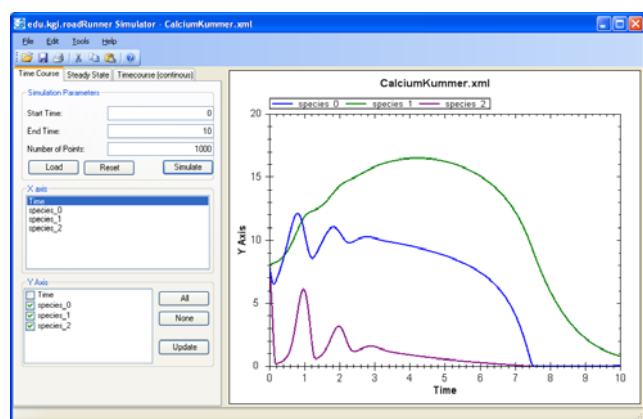 edu.kgi.roadRunner Simulator - CalciumKummer.xml
File Edit Tools Help
Time Course Steady State Timecourse (continous)
Simulation Parameters
Start Time: 0
End Time: 10
Number of Points: 1000
Load Reset Simulate
X axis
Time
species_0
species_1
species_2
Y Axis
Time
species_0
species_1
species_2
All
None
Update
CalciumKummer.xml
species_0 species_1 species_2
20
15
10
5
0
Y Axis
0 1 2 3 4 5 6 7 8 9 10
Time